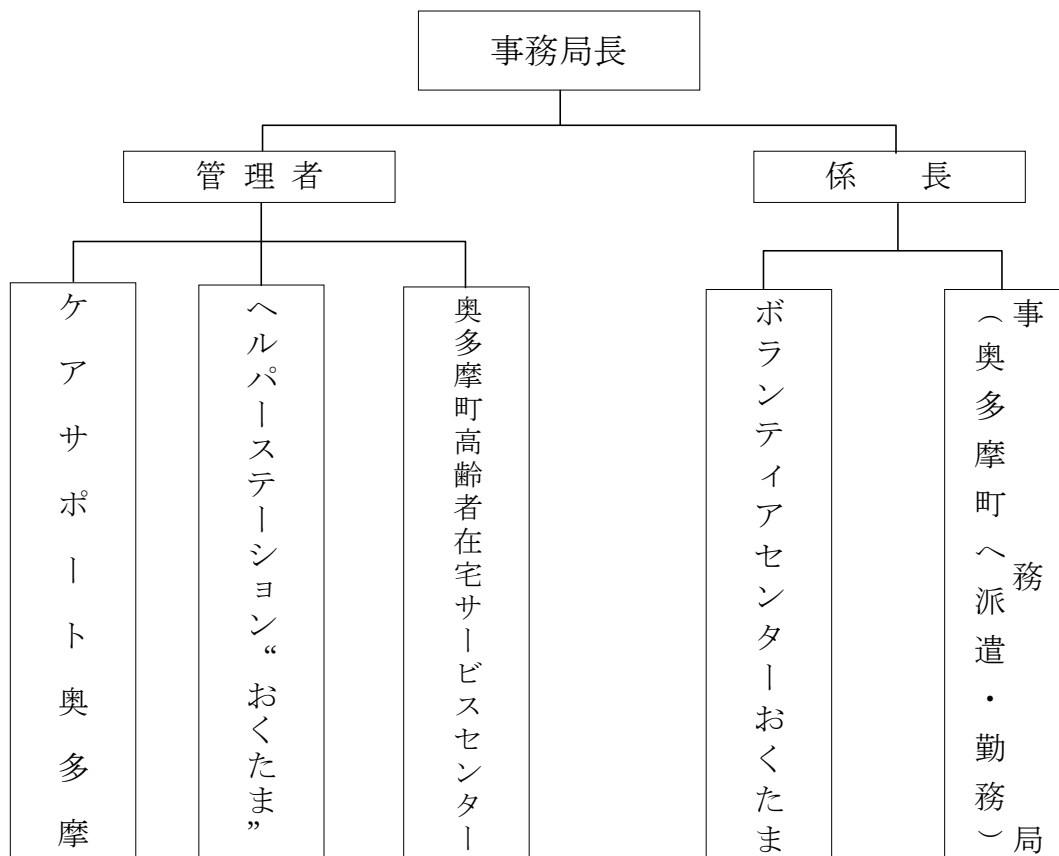 事務局長
管理者
係長
ケアサポート奥多摩
ヘルパーステーション“おくたま”
奥多摩町高齢者在宅サービスセンター
ボランティアセンターおくたま
事務局
（奥多摩町へ派遣・勤務）